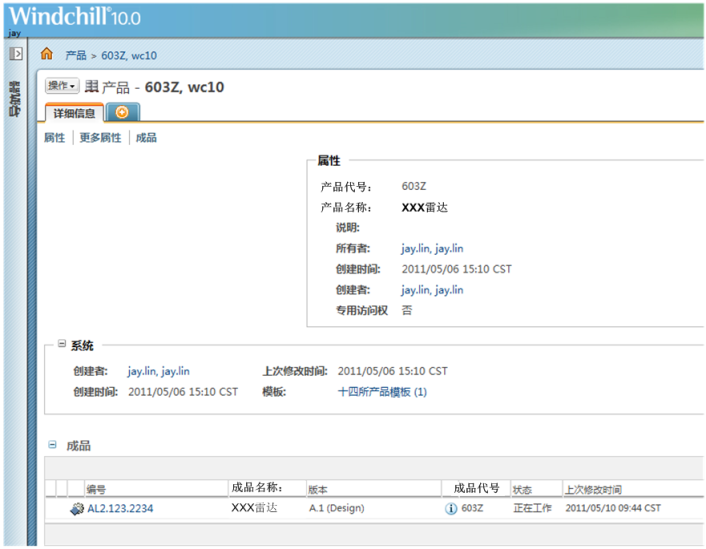 Windchill® 10.0
jay
产品 > 603Z, wc10
操作 产品 - 603Z, wc10
详细信息
属性 更多属性 成品
属性
产品代号: 603Z
产品名称: XXX雷达
说明:
所有者: jay.lin, jay.lin
创建时间: 2011/05/06 15:10 CST
创建者: jay.lin, jay.lin
专用访问权 否
系统
创建者: jay.lin, jay.lin 上次修改时间: 2011/05/06 15:10 CST
创建时间: 2011/05/06 15:10 CST 模板: 十四所产品模板 (1)
成品
编号 成品名称: 版本 成品代号 状态 上次修改时间
AL2.123.2234 XXX雷达 A.1 (Design) 603Z 正在工作 2011/05/10 09:44 CST